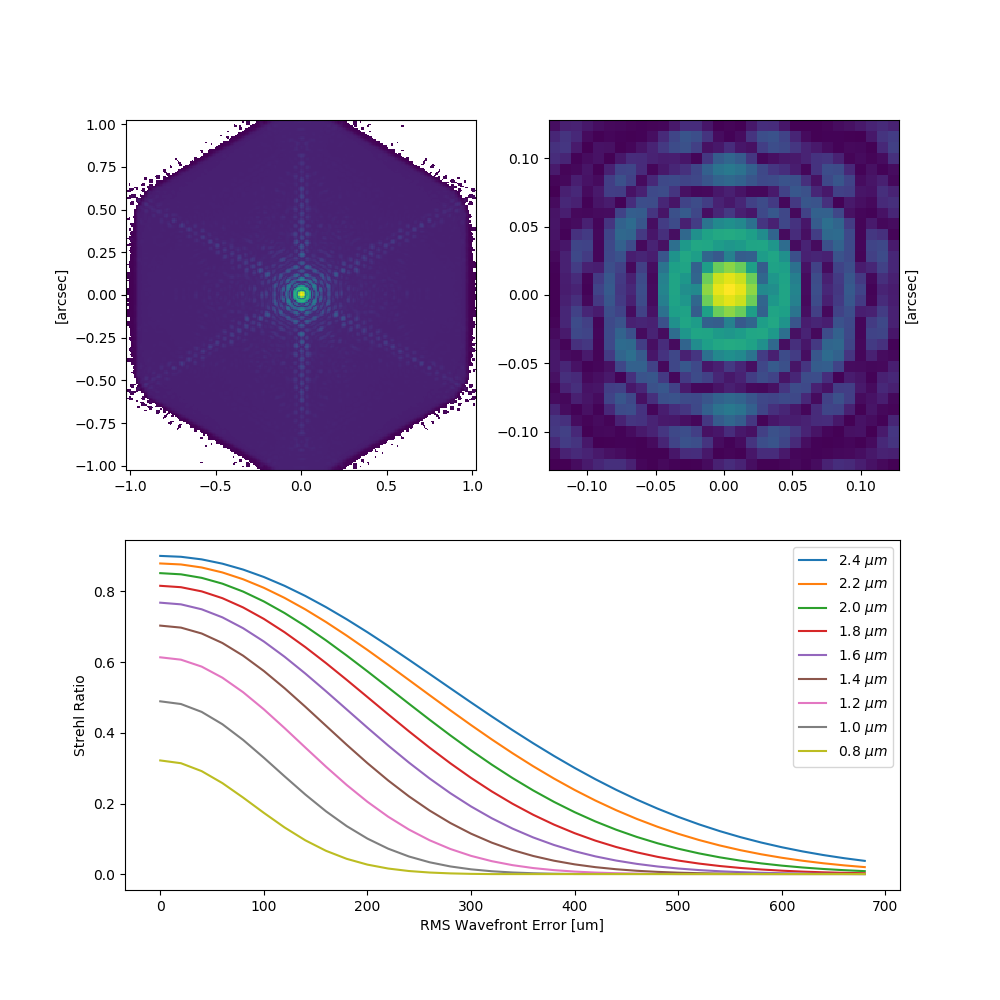 1.00
0.75
0.50
0.25
0.00
−0.25
−0.50
−0.75
−1.00
[arcsec]
−1.0 −0.5 0.0 0.5 1.0
0.10
0.05
0.00
−0.05
−0.10
[arcsec]
−0.10 −0.05 0.00 0.05 0.10
0.8
0.6
0.4
0.2
0.0
Strehl Ratio
2.4 μm
2.2 μm
2.0 μm
1.8 μm
1.6 μm
1.4 μm
1.2 μm
1.0 μm
0.8 μm
0 100 200 300 400 500 600 700
RMS Wavefront Error [um]